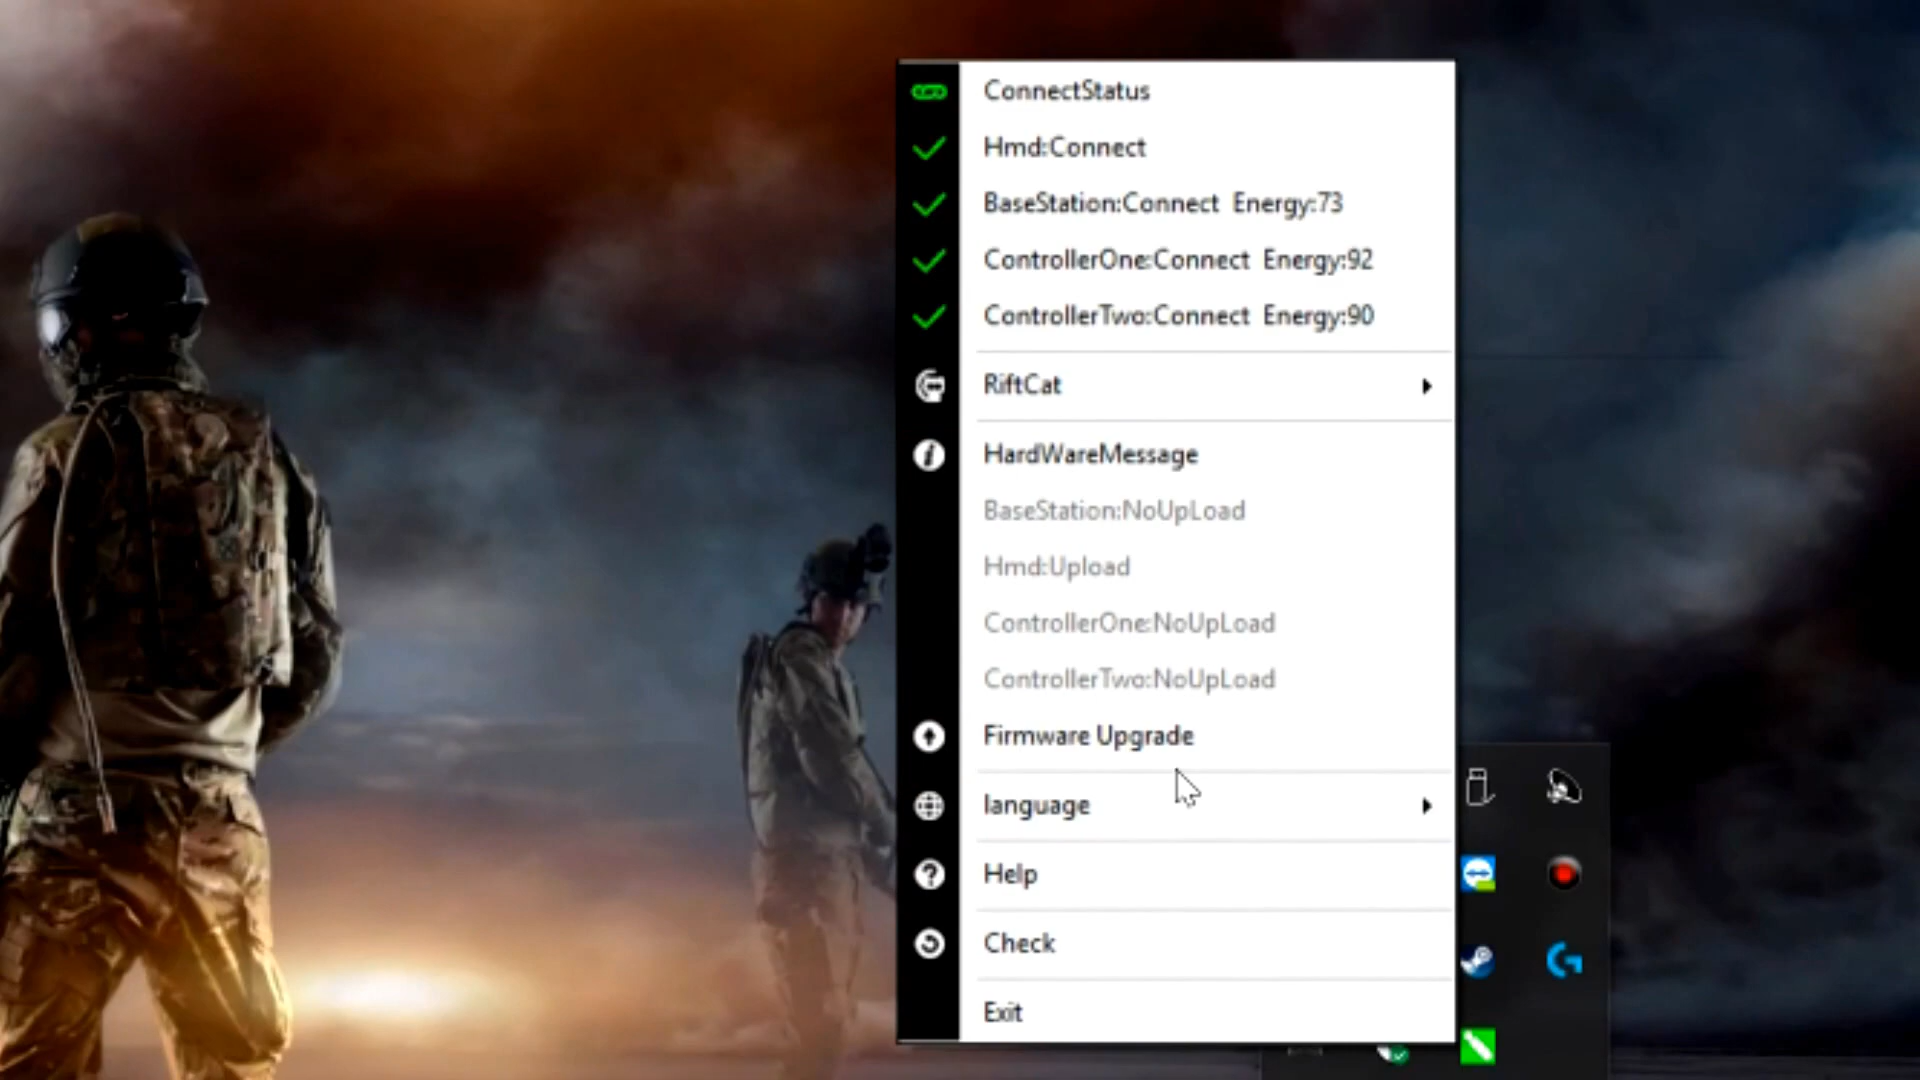 ConnectStatus
Hmd:Connect
BaseStation:Connect Energy:73
ControllerOne:Connect Energy:92
ControllerTwo:Connect Energy:90
RiftCat
HardWareMessage
BaseStation:NoUpLoad
Hmd:Upload
ControllerOne:NoUpLoad
ControllerTwo:NoUpLoad
Firmware Upgrade
language
Help
Check
Exit